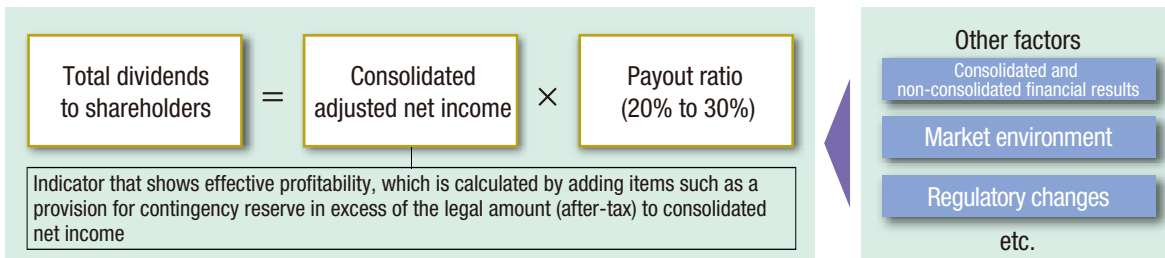 Total dividends
to shareholders
=
Consolidated
adjusted net income
×
Payout ratio
(20% to 30%)
Indicator that shows effective profitability, which is calculated by adding items such as a
provision for contingency reserve in excess of the legal amount (after-tax) to consolidated
net income
Other factors
Consolidated and
non-consolidated financial results
Market environment
Regulatory changes
etc.